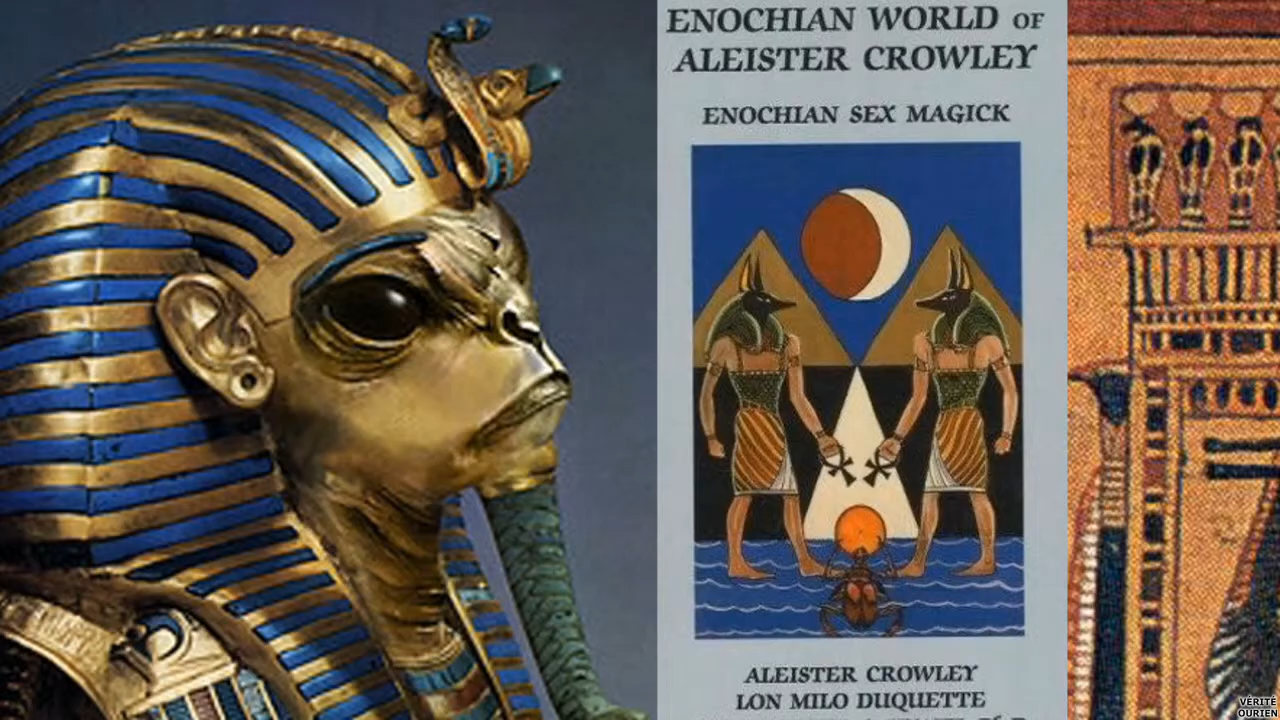 ENOCHIAN WORLD OF
ALEISTER CROWLEY
ENOCHIAN SEX MAGICK
ALEISTER CROWLEY
LON MILO DUQUETTE
VÉRITÉ
OURIEN